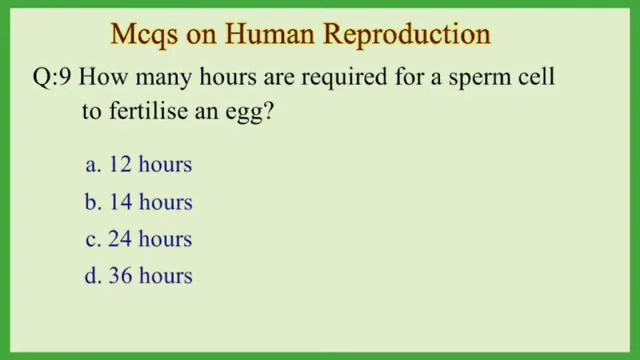 Mcqs on Human Reproduction
Q:9 How many hours are required for a sperm cell
to fertilise an egg?
a. 12 hours
b. 14 hours
c. 24 hours
d. 36 hours